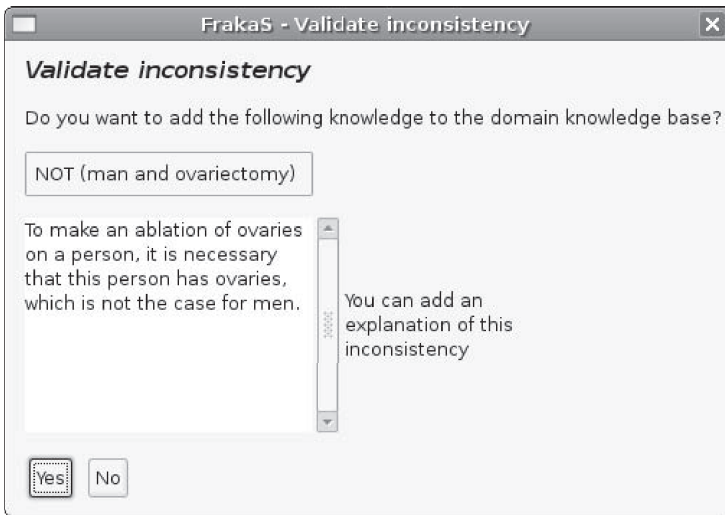 FrakaS - Validate inconsistency
Validate inconsistency
Do you want to add the following knowledge to the domain knowledge base?
NOT (man and ovariectomy)
To make an ablation of ovaries
on a person, it is necessary
that this person has ovaries,
which is not the case for men.
You can add an
explanation of this
inconsistency
Yes No